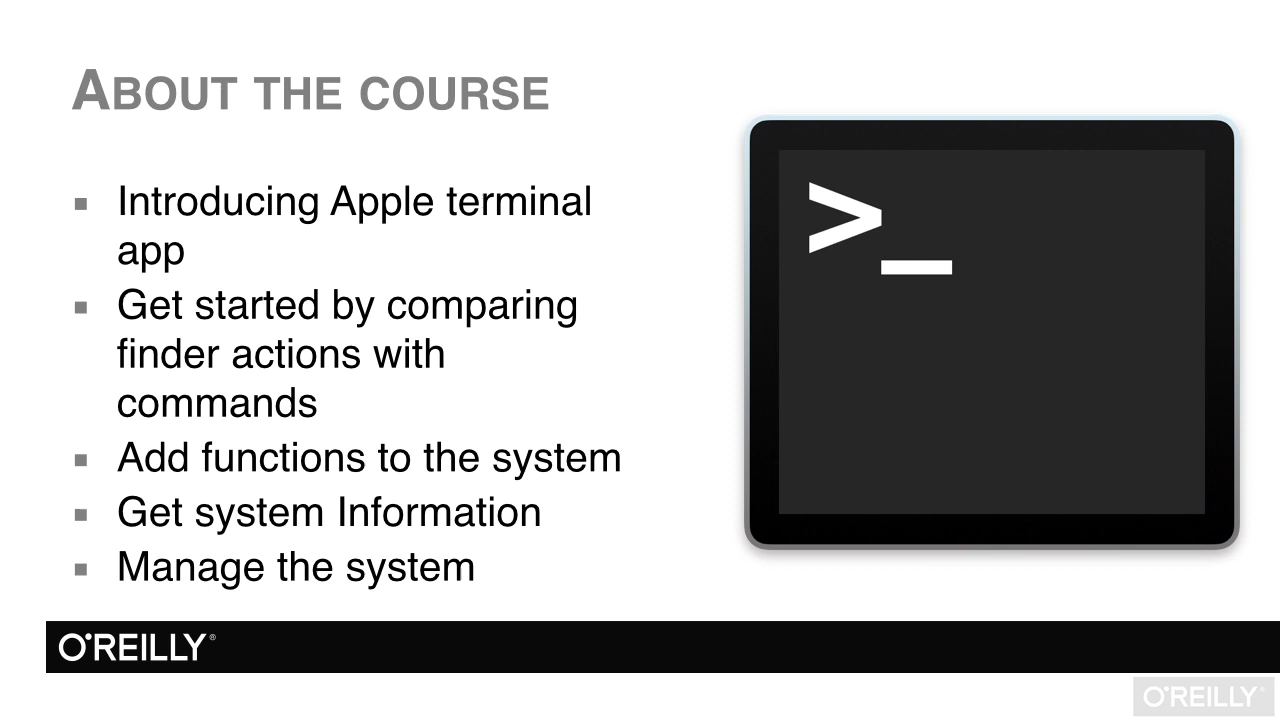 ABOUT THE COURSE
▪ Introducing Apple terminal
app
▪ Get started by comparing
finder actions with
commands
▪ Add functions to the system
▪ Get system Information
▪ Manage the system
>_
O'REILLY®
O'REILLY®